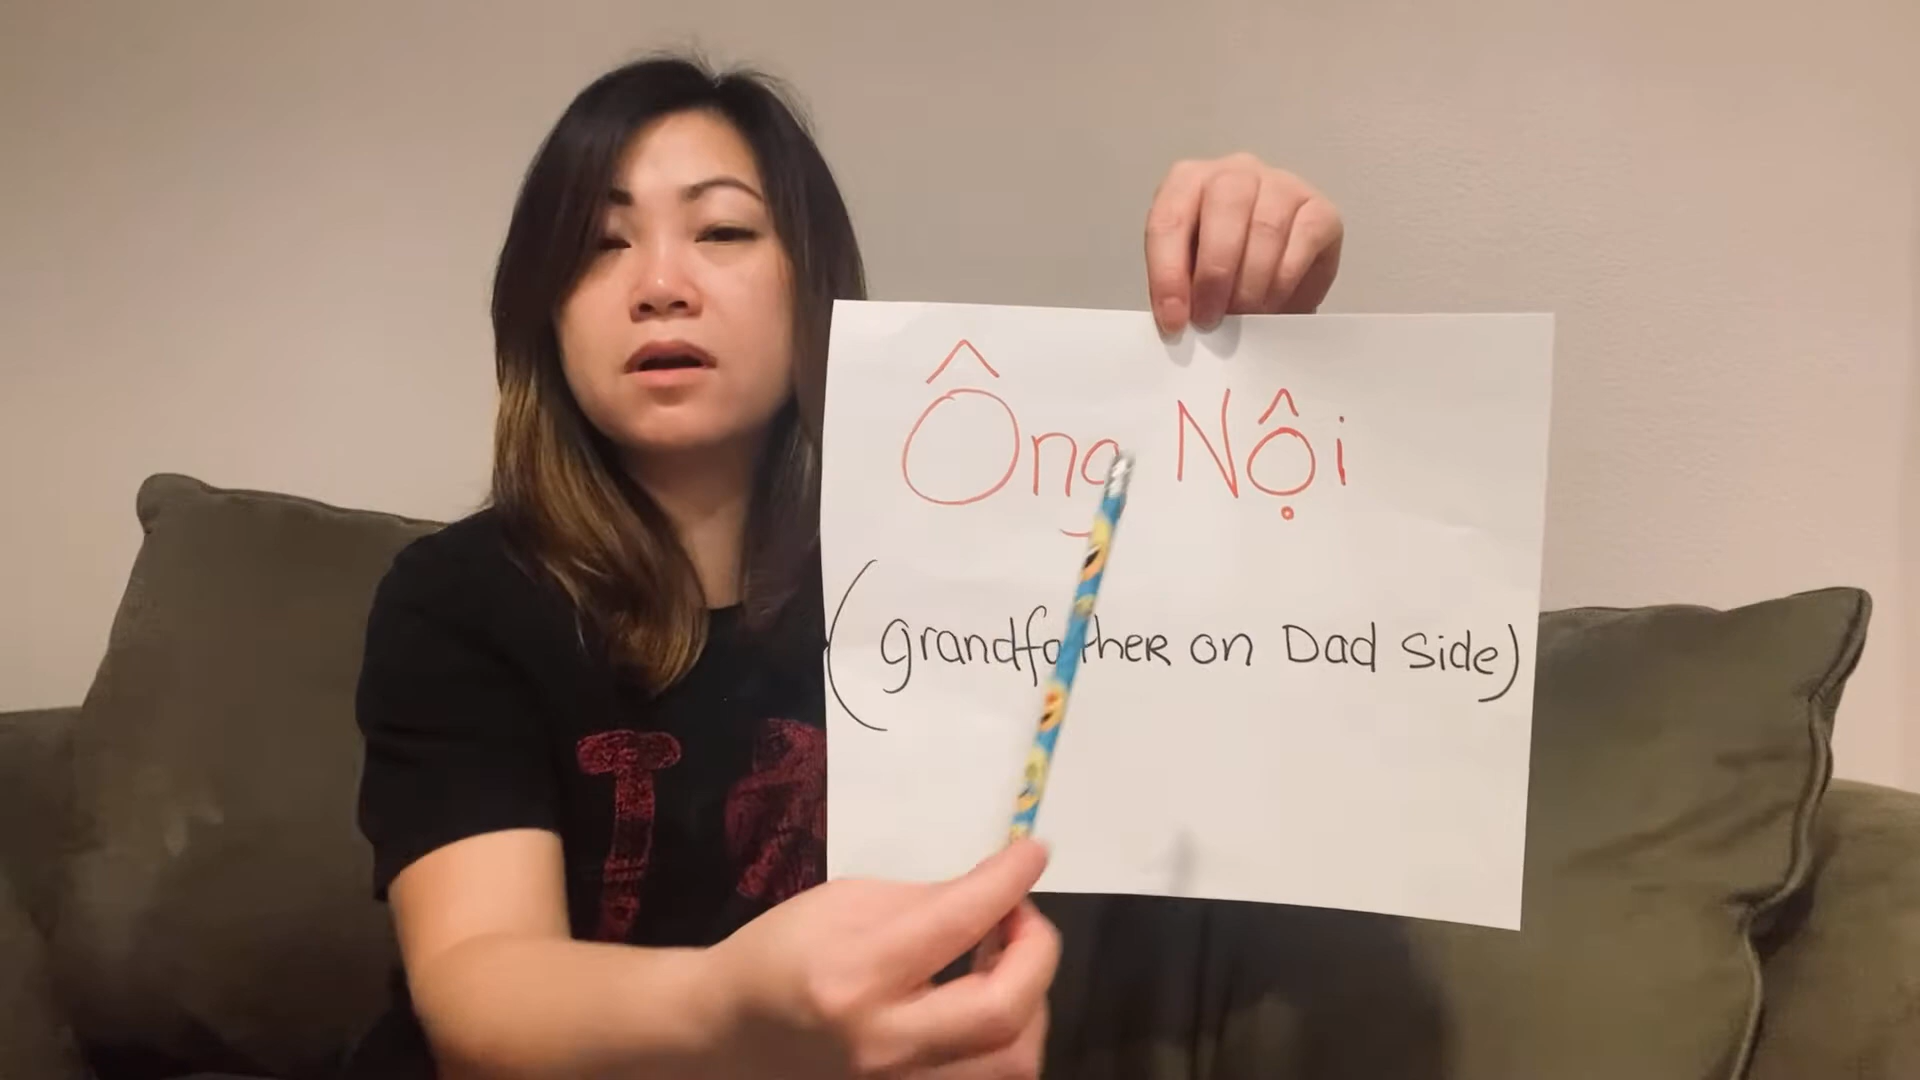 Ông Nội
(grandfather on Dad side)